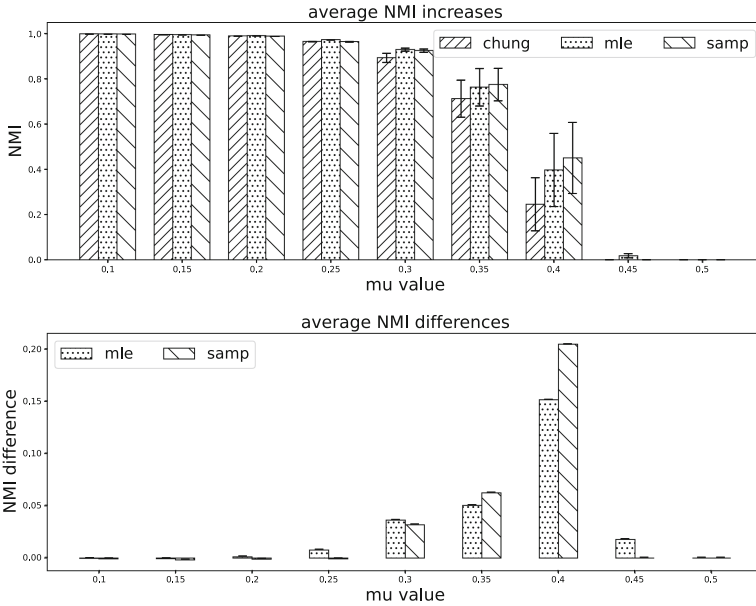 average NMI increases
1,0
0,8
0,6
0,4
0,2
0,0
NMI
chung mle samp
0,1 0,15 0,2 0,25 0,3 0,35 0,4 0,45 0,5
mu value
average NMI differences
0,20
0,15
0,10
0,05
0,00
NMI difference
mle samp
0,1 0,15 0,2 0,25 0,3 0,35 0,4 0,45 0,5
mu value